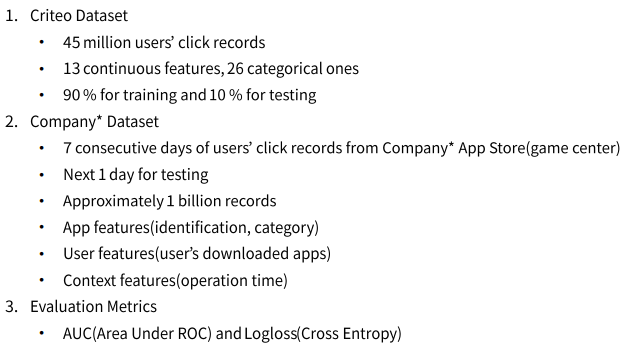 1. Criteo Dataset
• 45 million users’ click records
• 13 continuous features, 26 categorical ones
• 90 % for training and 10 % for testing
2. Company* Dataset
• 7 consecutive days of users’ click records from Company* App Store(game center)
• Next 1 day for testing
• Approximately 1 billion records
• App features(identification, category)
• User features(user’s downloaded apps)
• Context features(operation time)
3. Evaluation Metrics
• AUC(Area Under ROC) and Logloss(Cross Entropy)